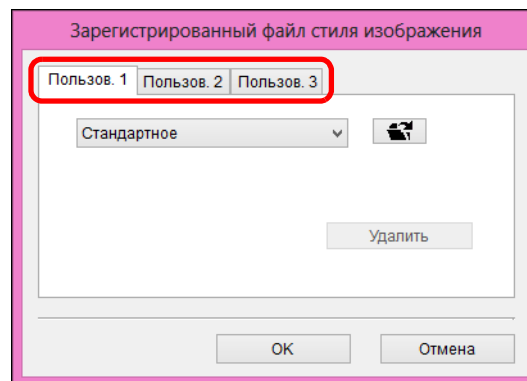 Зарегистрированный файл стиля изображения
Пользов. 1 Пользов. 2 Пользов. 3
Стандартное
Удалить
OK Отмена